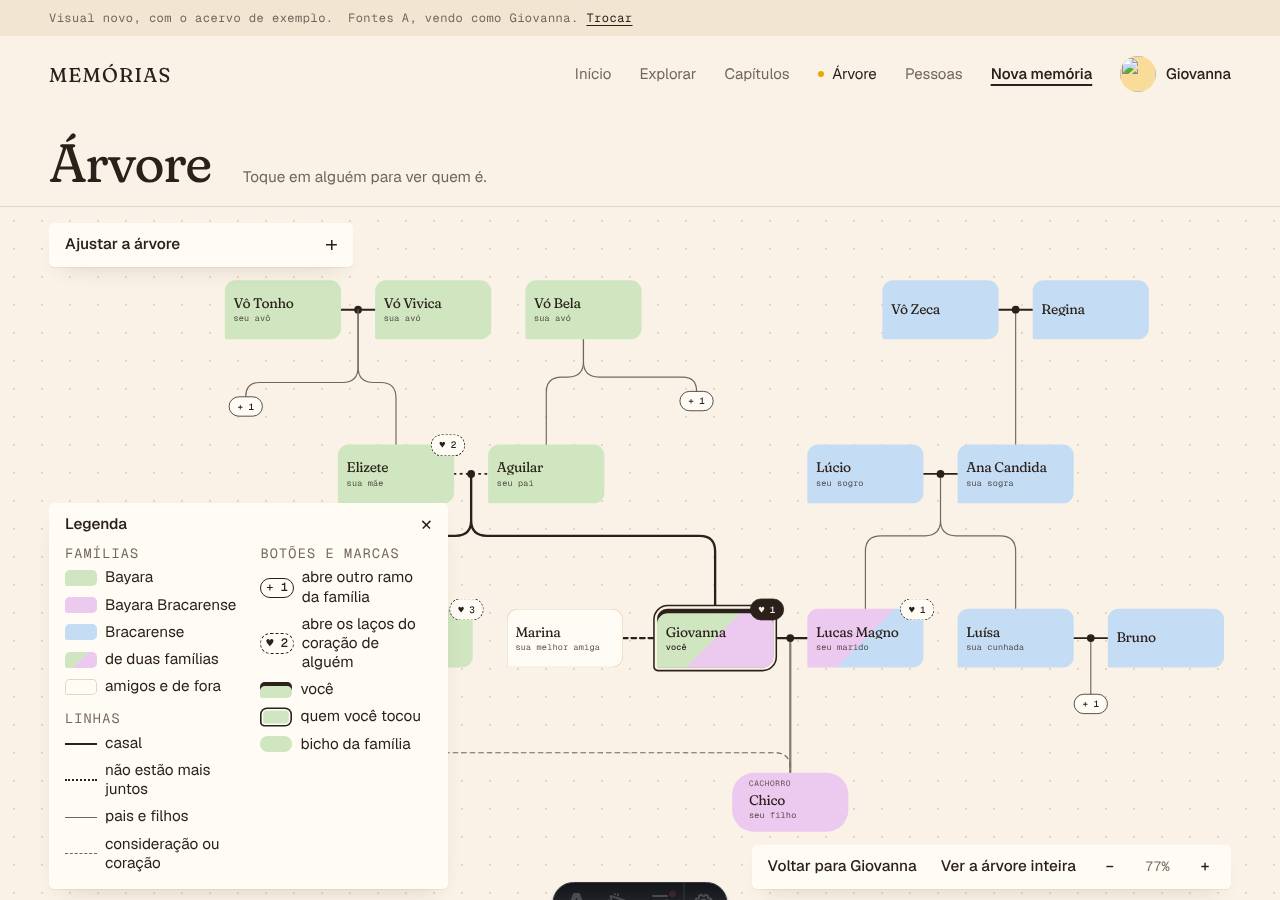 Visual novo, com o acervo de exemplo. Fontes A, vendo como Giovanna. Trocar
MEMÓRIAS
Início Explorar Capítulos Árvore Pessoas Nova memória Giovanna
Árvore
Toque em alguém para ver quem é.
Ajustar a árvore +
Vô Tonho
seu avô
Vó Vivica
sua avó
Vó Bela
sua avó
Vô Zeca
Regina
+ 1
+ 1
♥ 2
Elizete
sua mãe
Aguilar
seu pai
Lúcio
seu sogro
Ana Candida
sua sogra
♥ 3
Marina
sua melhor amiga
♥ 1
Giovanna
você
♥ 1
Lucas Magno
seu marido
Luísa
sua cunhada
Bruno
+ 1
CACHORRO
Chico
seu filho
Legenda ✕
FAMÍLIAS
Bayara
Bayara Bracarense
Bracarense
de duas famílias
amigos e de fora
LINHAS
casal
não estão mais
juntos
pais e filhos
consideração ou
coração
BOTÕES E MARCAS
+ 1 abre outro ramo
da família
♥ 2 abre os laços do
coração de
alguém
você
quem você tocou
bicho da família
Voltar para Giovanna Ver a árvore inteira − 77% +